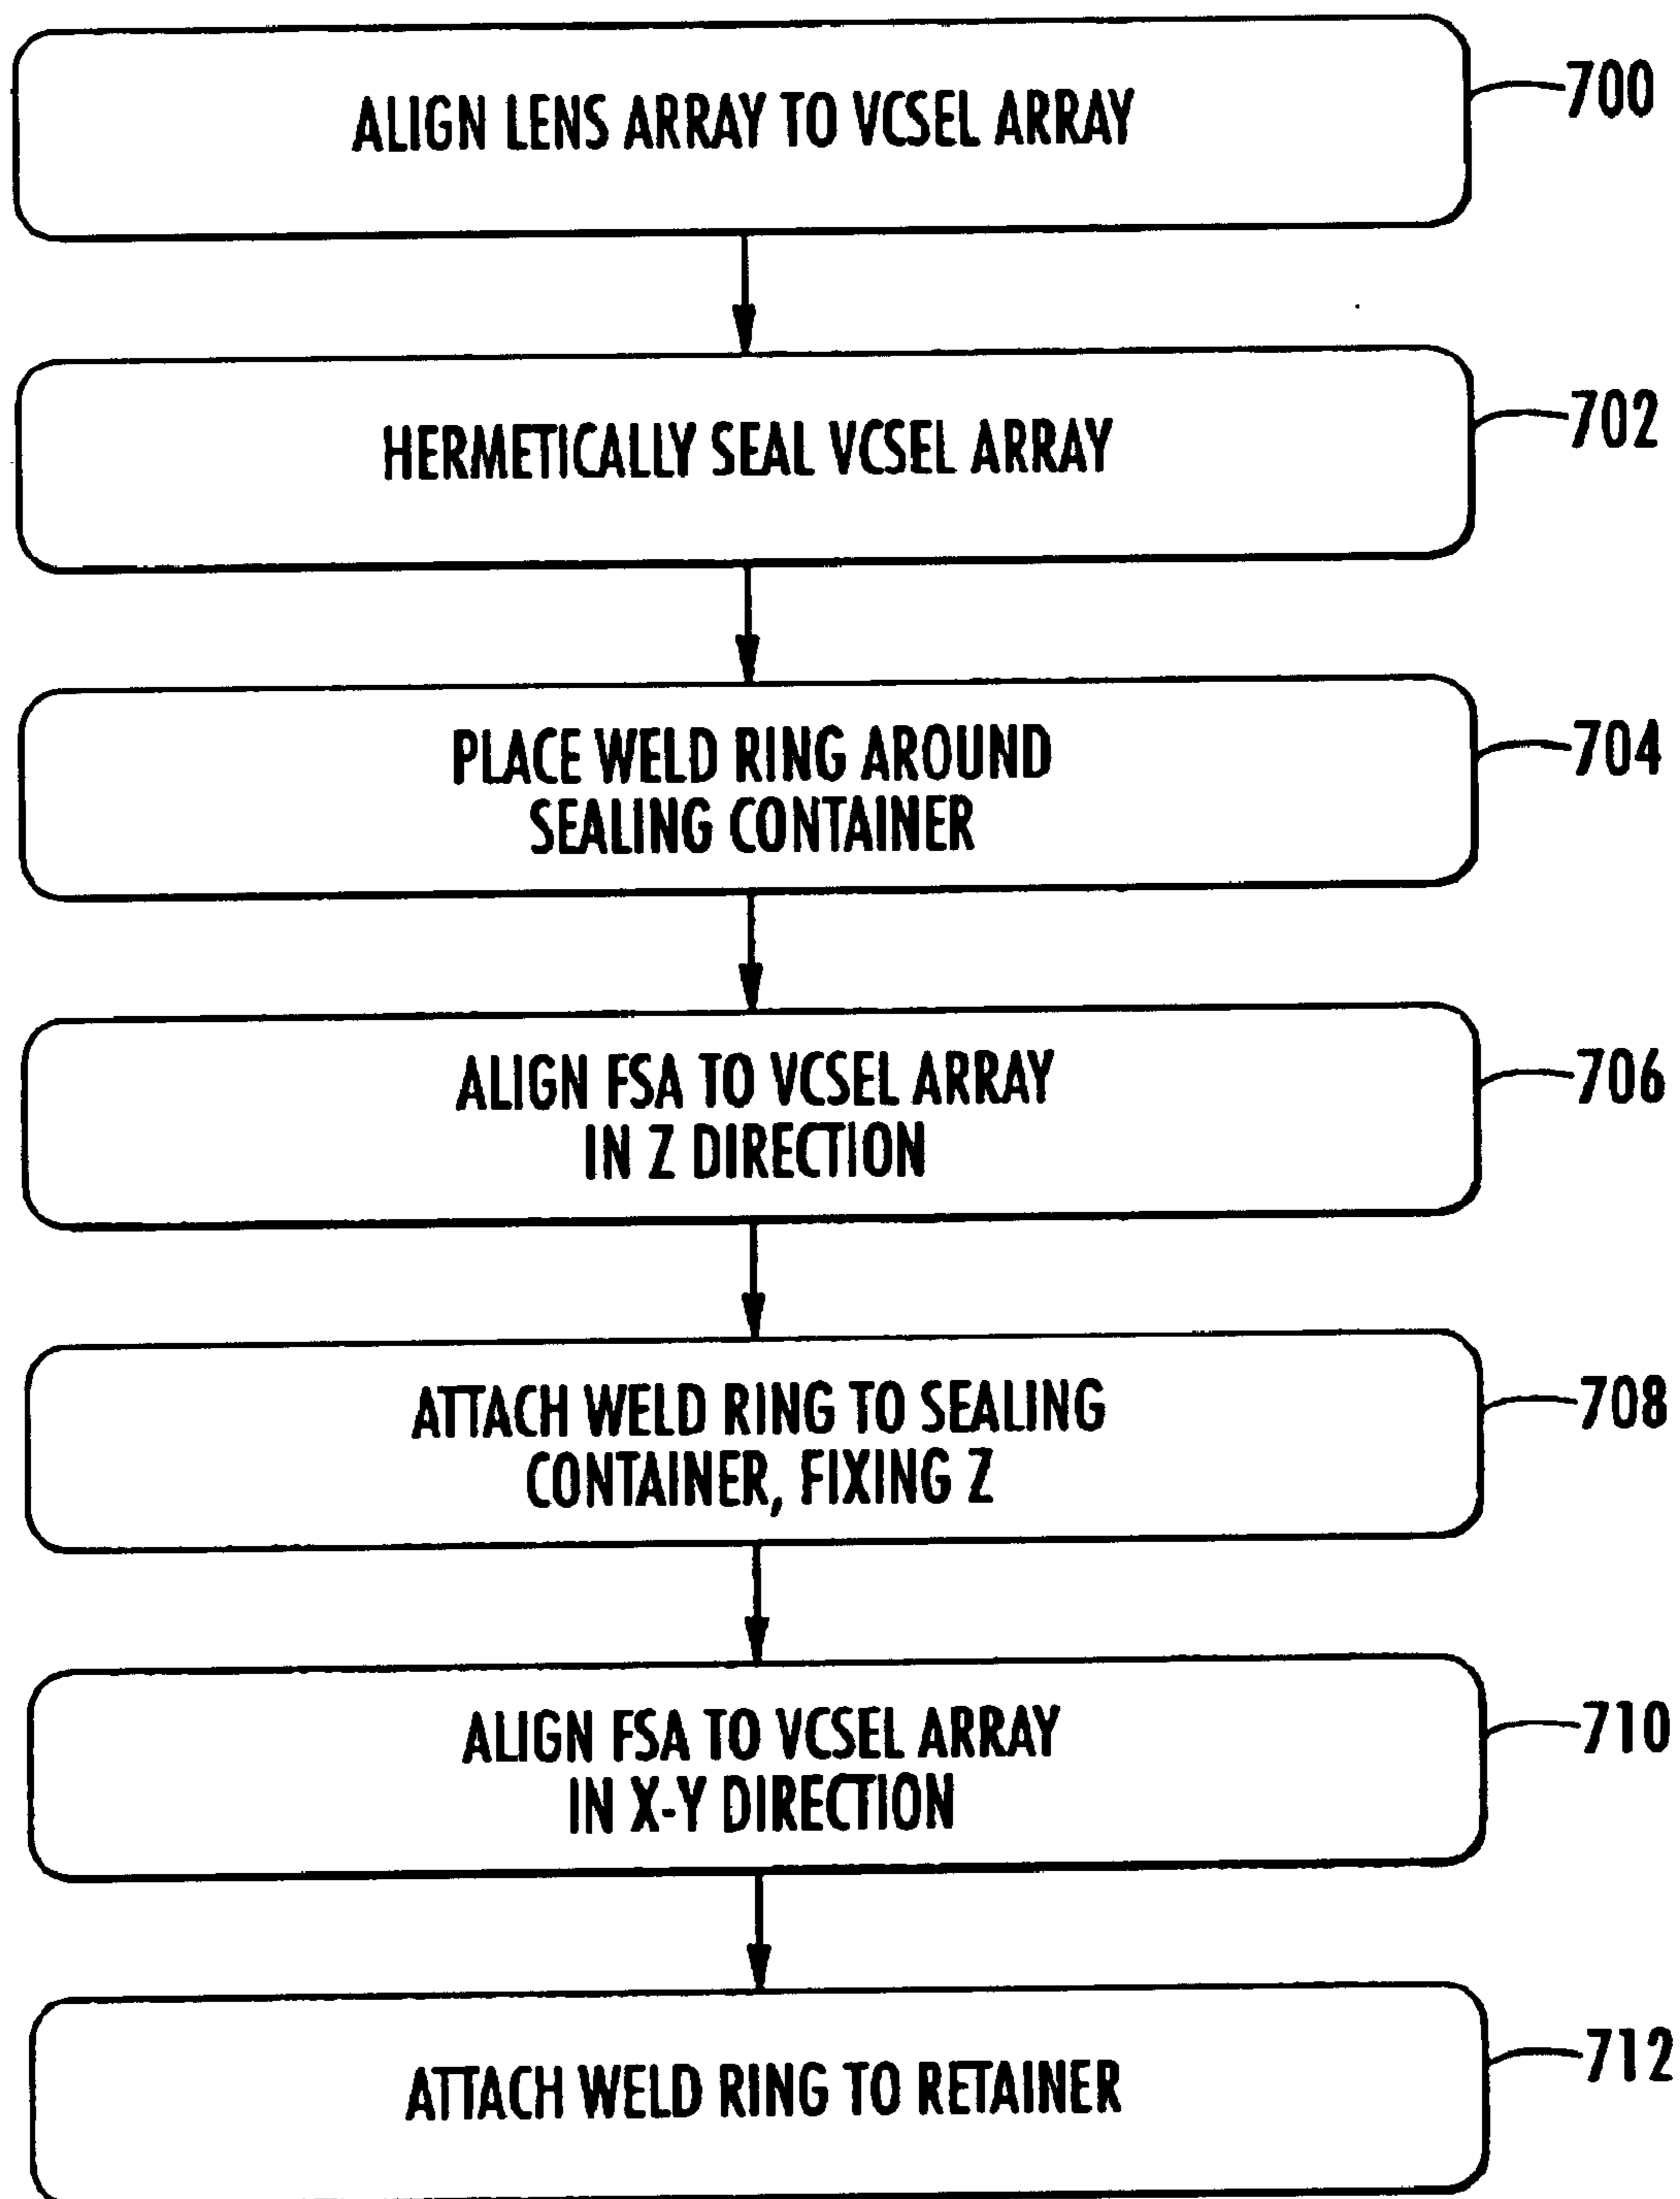 ALIGN LENS ARRAY TO VCSEL ARRAY
700
HERMETICALLY SEAL VCSEL ARRAY
702
PLACE WELD RING AROUND
SEALING CONTAINER
704
ALIGN FSA TO VCSEL ARRAY
IN Z DIRECTION
706
ATTACH WELD RING TO SEALING
CONTAINER, FIXING Z
708
ALIGN FSA TO VCSEL ARRAY
IN X-Y DIRECTION
710
ATTACH WELD RING TO RETAINER
712